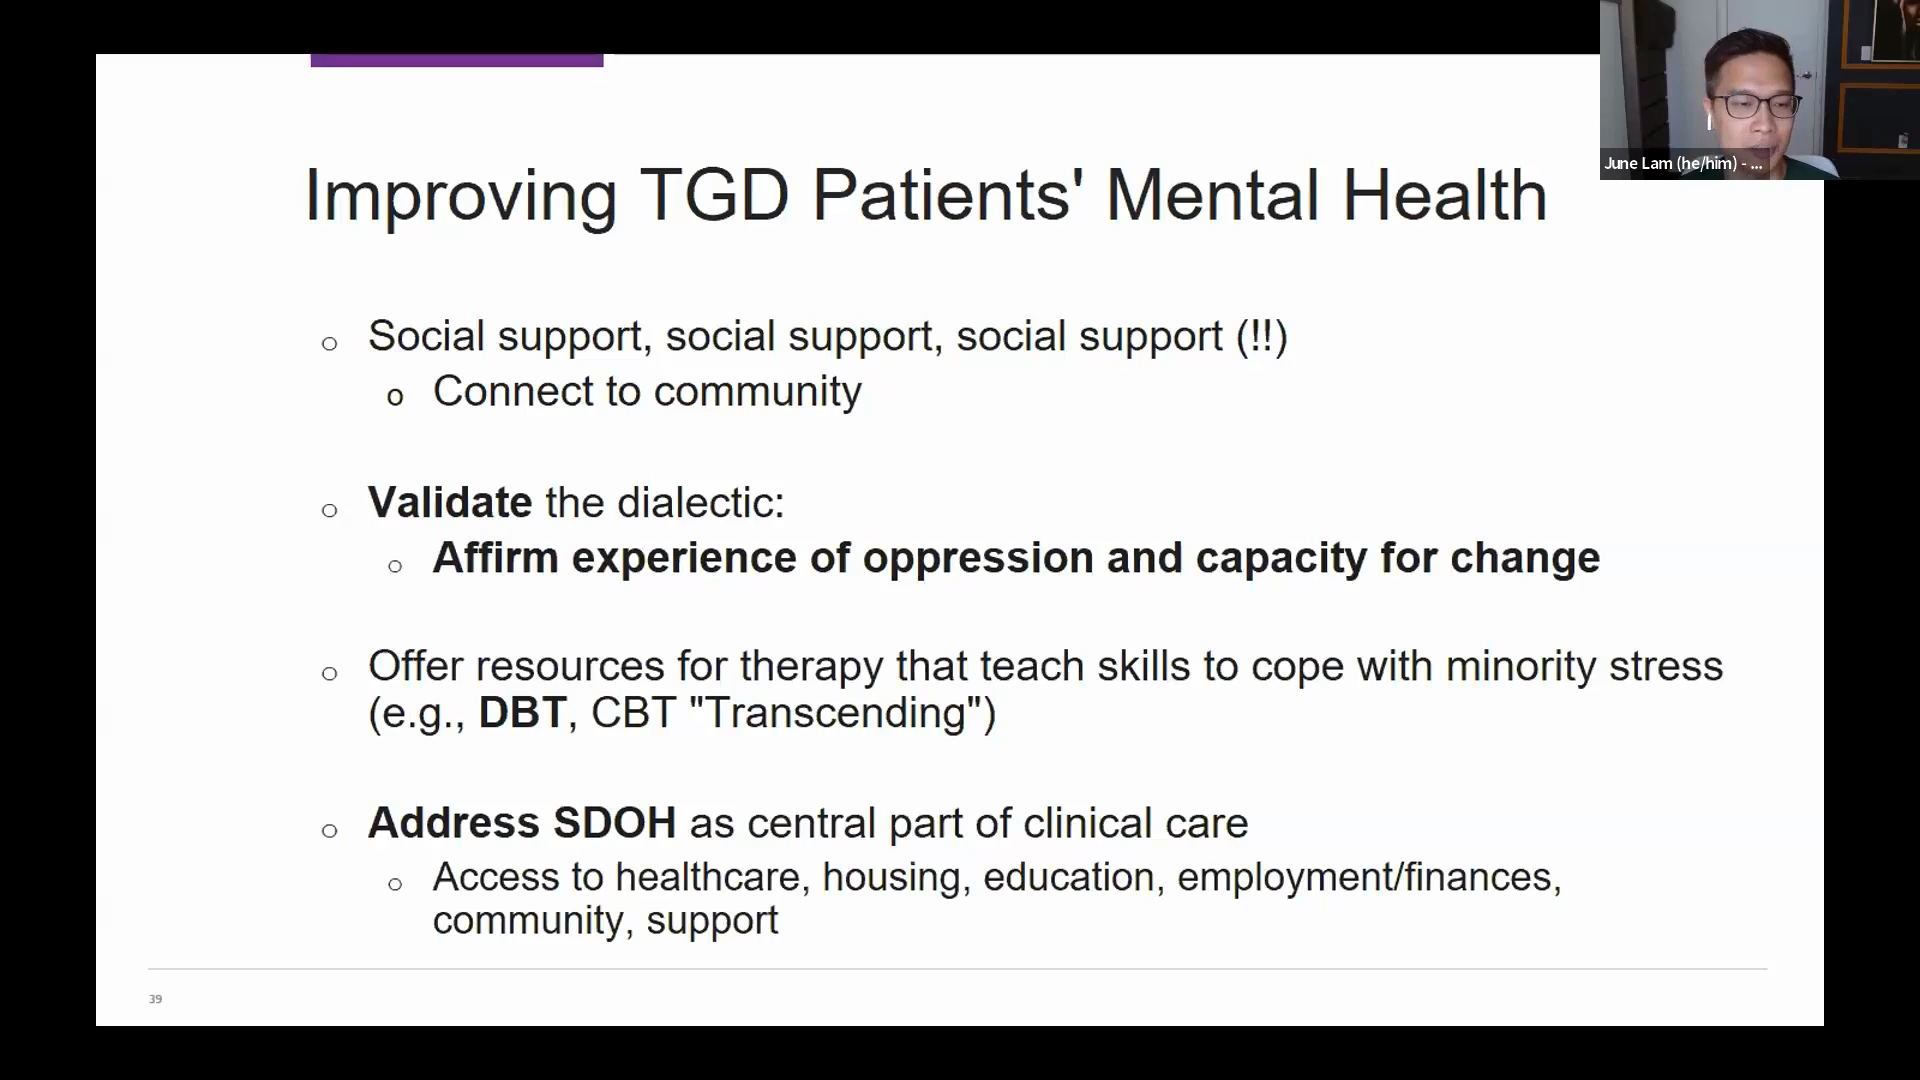 June Lam (he/him) - ...
Improving TGD Patients' Mental Health
Social support, social support, social support (!!)
Connect to community
Validate the dialectic:
Affirm experience of oppression and capacity for change
Offer resources for therapy that teach skills to cope with minority stress
(e.g., DBT, CBT "Transcending")
Address SDOH as central part of clinical care
Access to healthcare, housing, education, employment/finances,
community, support
39